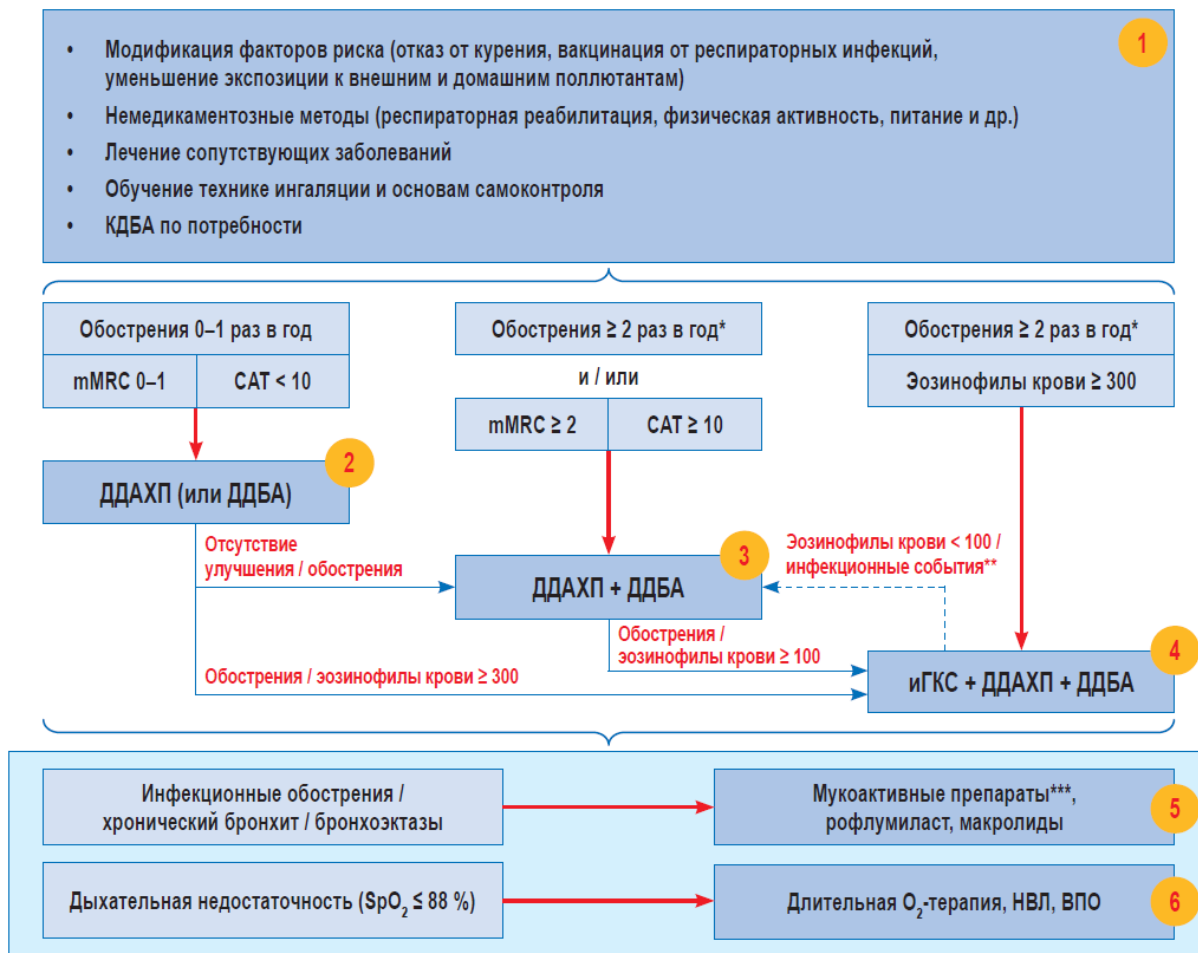 1
• Модификация факторов риска (отказ от курения, вакцинация от респираторных инфекций,
уменьшение экспозиции к внешним и домашним поллютантам)
• Немедикаментозные методы (респираторная реабилитация, физическая активность, питание и др.)
• Лечение сопутствующих заболеваний
• Обучение технике ингаляции и основам самоконтроля
• КДБА по потребности
Обострения 0–1 раз в год
mMRC 0–1
CAT < 10
Обострения ≥ 2 раз в год*
и / или
mMRC ≥ 2
CAT ≥ 10
Обострения ≥ 2 раз в год*
Эозинофилы крови ≥ 300
2
ДДАХП (или ДДБА)
Отсутствие
улучшения / обострения
3
ДДАХП + ДДБА
Эозинофилы крови < 100 /
инфекционные события**
Обострения /
эозинофилы крови ≥ 100
Обострения / эозинофилы крови ≥ 300
4
иГКС + ДДАХП + ДДБА
Инфекционные обострения /
хронический бронхит / бронхоэктазы
Мукоактивные препараты***,
рофлумиласт, макролиды
5
Дыхательная недостаточность (SpO₂ ≤ 88 %)
Длительная O₂-терапия, НВЛ, ВПО
6